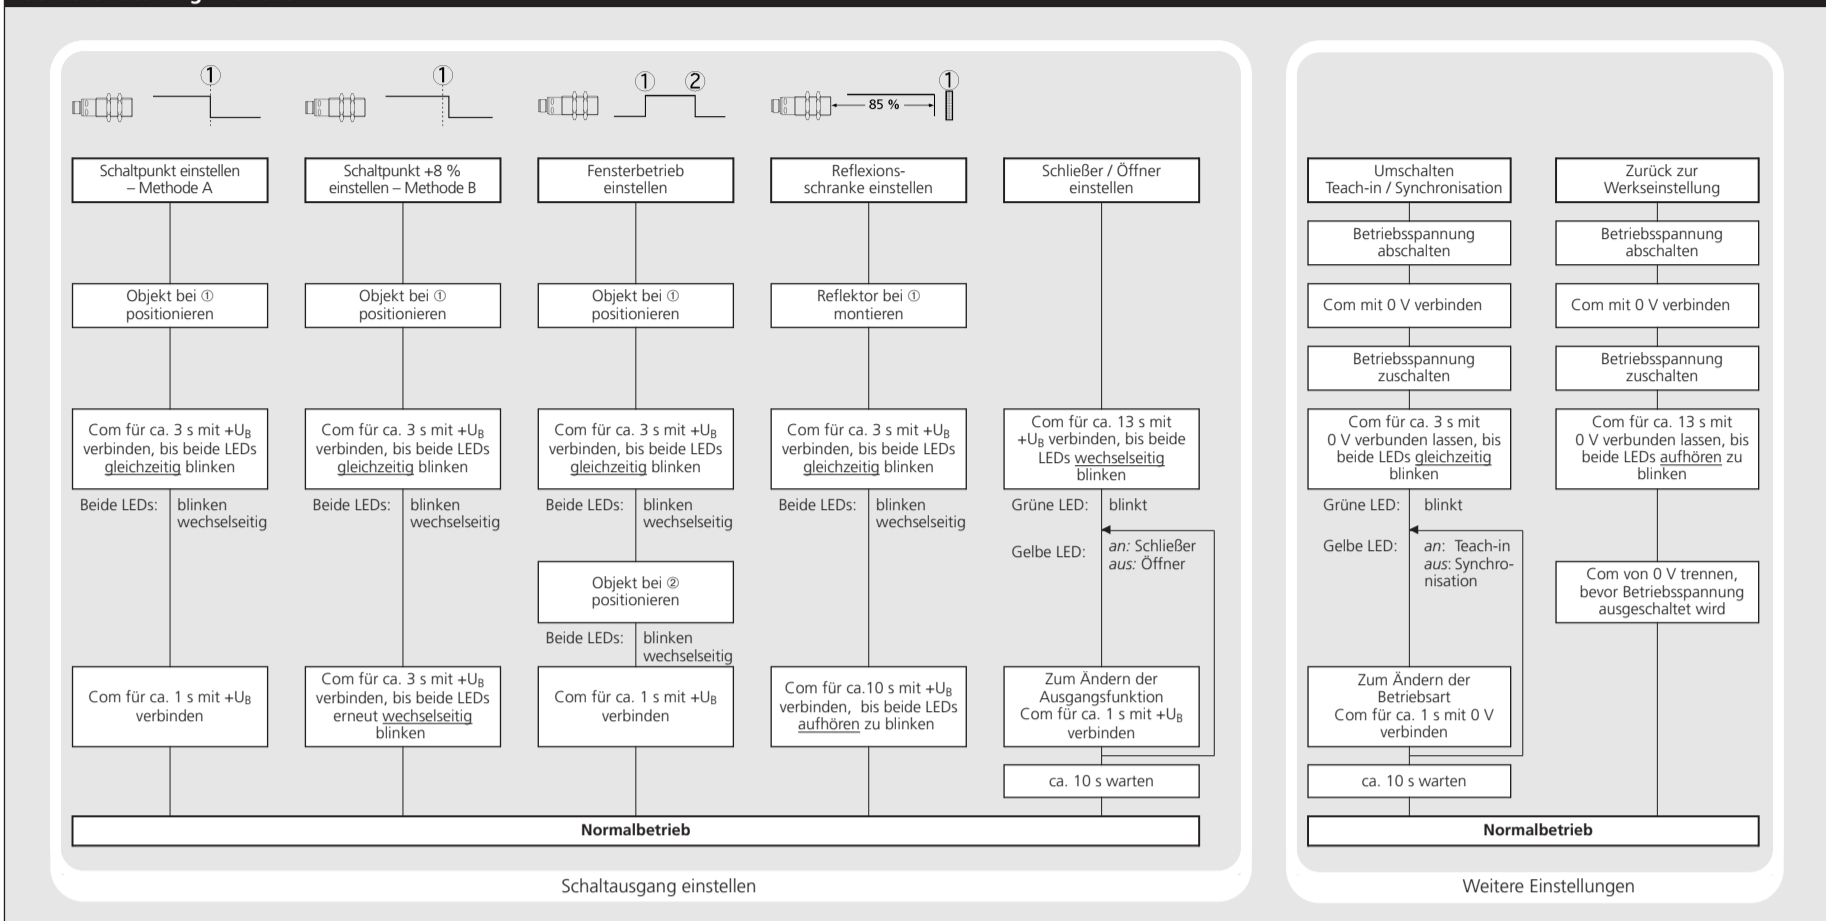 ①
①
①
②
85 %
①
Schaltpunkt einstellen
– Methode A
Objekt bei ①
positionieren
Com für ca. 3 s mit +UB
verbinden, bis beide LEDs
gleichzeitig blinken
Beide LEDs: blinken
wechselseitig
Com für ca. 1 s mit +UB
verbinden
Schaltpunkt +8 %
einstellen – Methode B
Objekt bei ①
positionieren
Com für ca. 3 s mit +UB
verbinden, bis beide LEDs
gleichzeitig blinken
Beide LEDs: blinken
wechselseitig
Com für ca. 3 s mit +UB
verbinden, bis beide LEDs
erneut wechselseitig
blinken
Fensterbetrieb
einstellen
Objekt bei ①
positionieren
Com für ca. 3 s mit +UB
verbinden, bis beide LEDs
gleichzeitig blinken
Beide LEDs: blinken
wechselseitig
Objekt bei ②
positionieren
Beide LEDs: blinken
wechselseitig
Com für ca. 1 s mit +UB
verbinden
Reflexions-
schranke einstellen
Reflektor bei ①
montieren
Com für ca. 3 s mit +UB
verbinden, bis beide LEDs
gleichzeitig blinken
Beide LEDs: blinken
wechselseitig
Com für ca.10 s mit +UB
verbinden, bis beide LEDs
aufhören zu blinken
Schließer / Öffner
einstellen
Com für ca. 13 s mit
+UB verbinden, bis beide
LEDs wechselseitig
blinken
Grüne LED: blinkt
Gelbe LED: an: Schließer
aus: Öffner
Zum Ändern der
Ausgangsfunktion
Com für ca. 1 s mit +UB
verbinden
ca. 10 s warten
Normalbetrieb
Schaltausgang einstellen
Umschalten
Teach-in / Synchronisation
Betriebsspannung
abschalten
Com mit 0 V verbinden
Betriebsspannung
zuschalten
Com für ca. 3 s mit
0 V verbunden lassen, bis
beide LEDs gleichzeitig
blinken
Grüne LED: blinkt
Gelbe LED: an: Teach-in
aus: Synchro-
nisation
Zum Ändern der
Betriebsart
Com für ca. 1 s mit 0 V
verbinden
ca. 10 s warten
Zurück zur
Werkseinstellung
Betriebsspannung
abschalten
Com mit 0 V verbinden
Betriebsspannung
zuschalten
Com für ca. 13 s mit
0 V verbunden lassen, bis
beide LEDs aufhören zu
blinken
Com von 0 V trennen,
bevor Betriebsspannung
ausgeschaltet wird
Normalbetrieb
Weitere Einstellungen